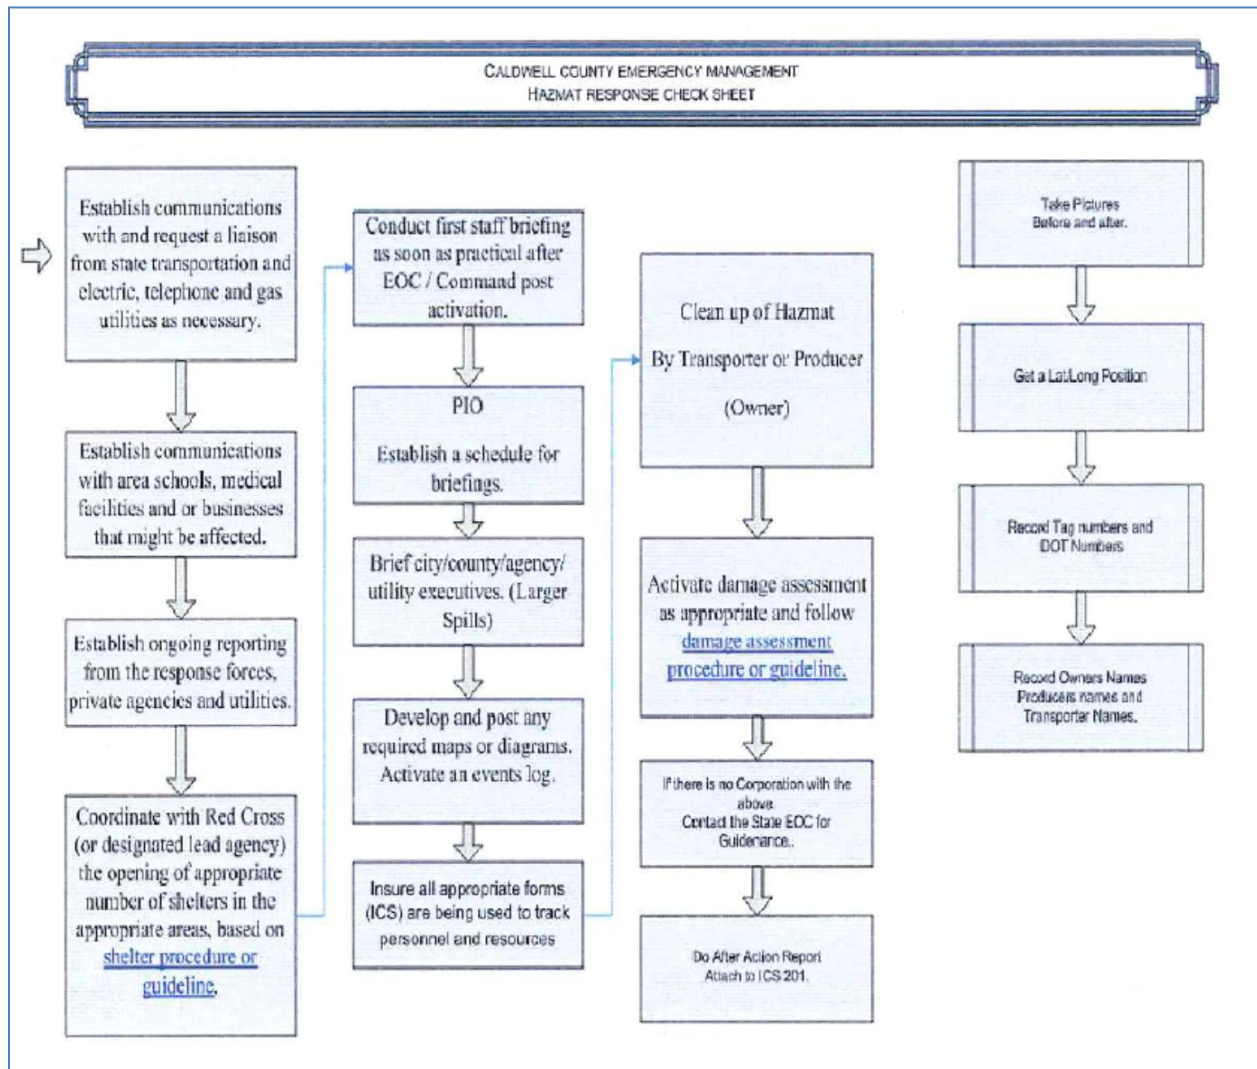 CALDWELL COUNTY EMERGENCY MANAGEMENT
HAZMAT RESPONSE CHECK SHEET
Establish communications
with and request a liaison
from state transportation and
electric, telephone and gas
utilities as necessary.
Establish communications
with area schools, medical
facilities and or businesses
that might be affected.
Establish ongoing reporting
from the response forces,
private agencies and utilities.
Coordinate with Red Cross
(or designated lead agency)
the opening of appropriate
number of shelters in the
appropriate areas, based on
shelter procedure or
guideline.
Conduct first staff briefing
as soon as practical after
EOC / Command post
activation.
PIO
Establish a schedule for
briefings.
Brief city/county/agency/
utility executives. (Larger
Spills)
Develop and post any
required maps or diagrams.
Activate an events log.
Insure all appropriate forms
(ICS) are being used to track
personnel and resources
Clean up of Hazmat
By Transporter or Producer
(Owner)
Activate damage assessment
as appropriate and follow
damage assessment
procedure or guideline.
If there is no Corporation with the
above.
Contact the State EOC for
Guidenance..
Do After Action Report
Attach to ICS 201.
Take Pictures
Before and after.
Get a Lat/Long Position
Record Tag numbers and
DOT Numbers
Record Owners Names
Producers names and
Transporter Names.